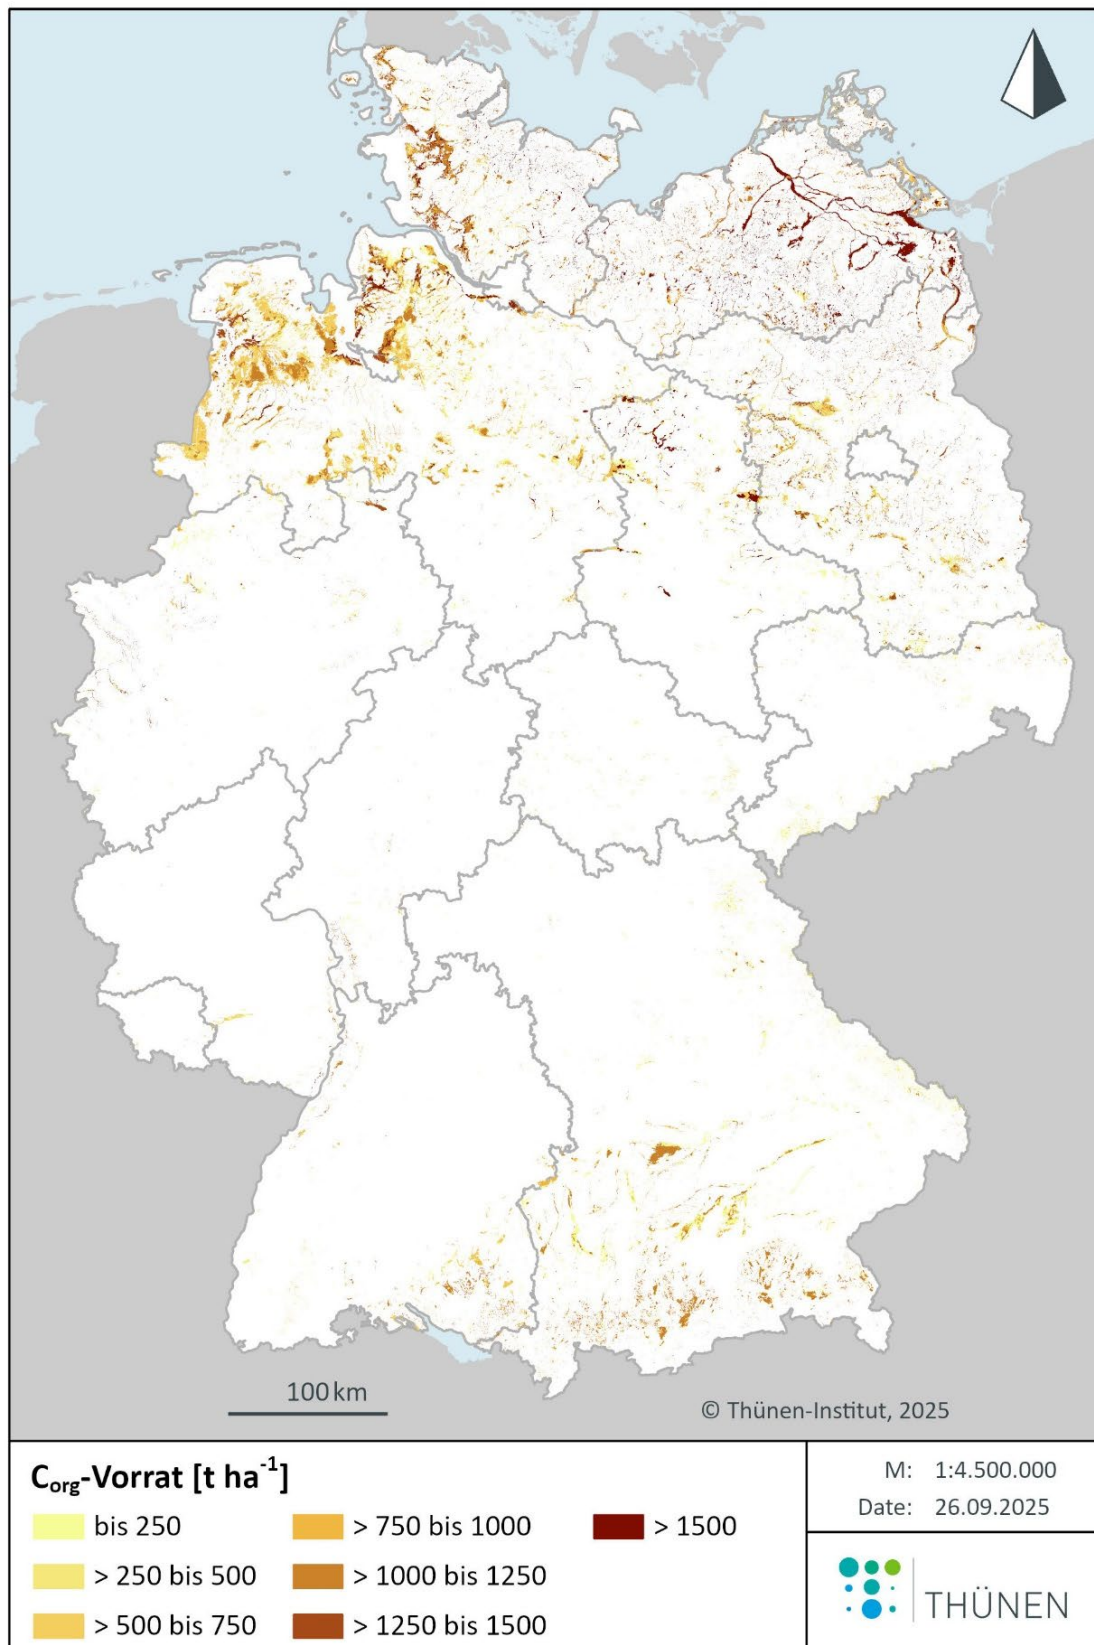 100 km
© Thünen-Institut, 2025
C_org-Vorrat [t ha⁻¹]
bis 250
> 250 bis 500
> 500 bis 750
> 750 bis 1000
> 1000 bis 1250
> 1250 bis 1500
> 1500
M: 1:4.500.000
Date: 26.09.2025
THÜNEN